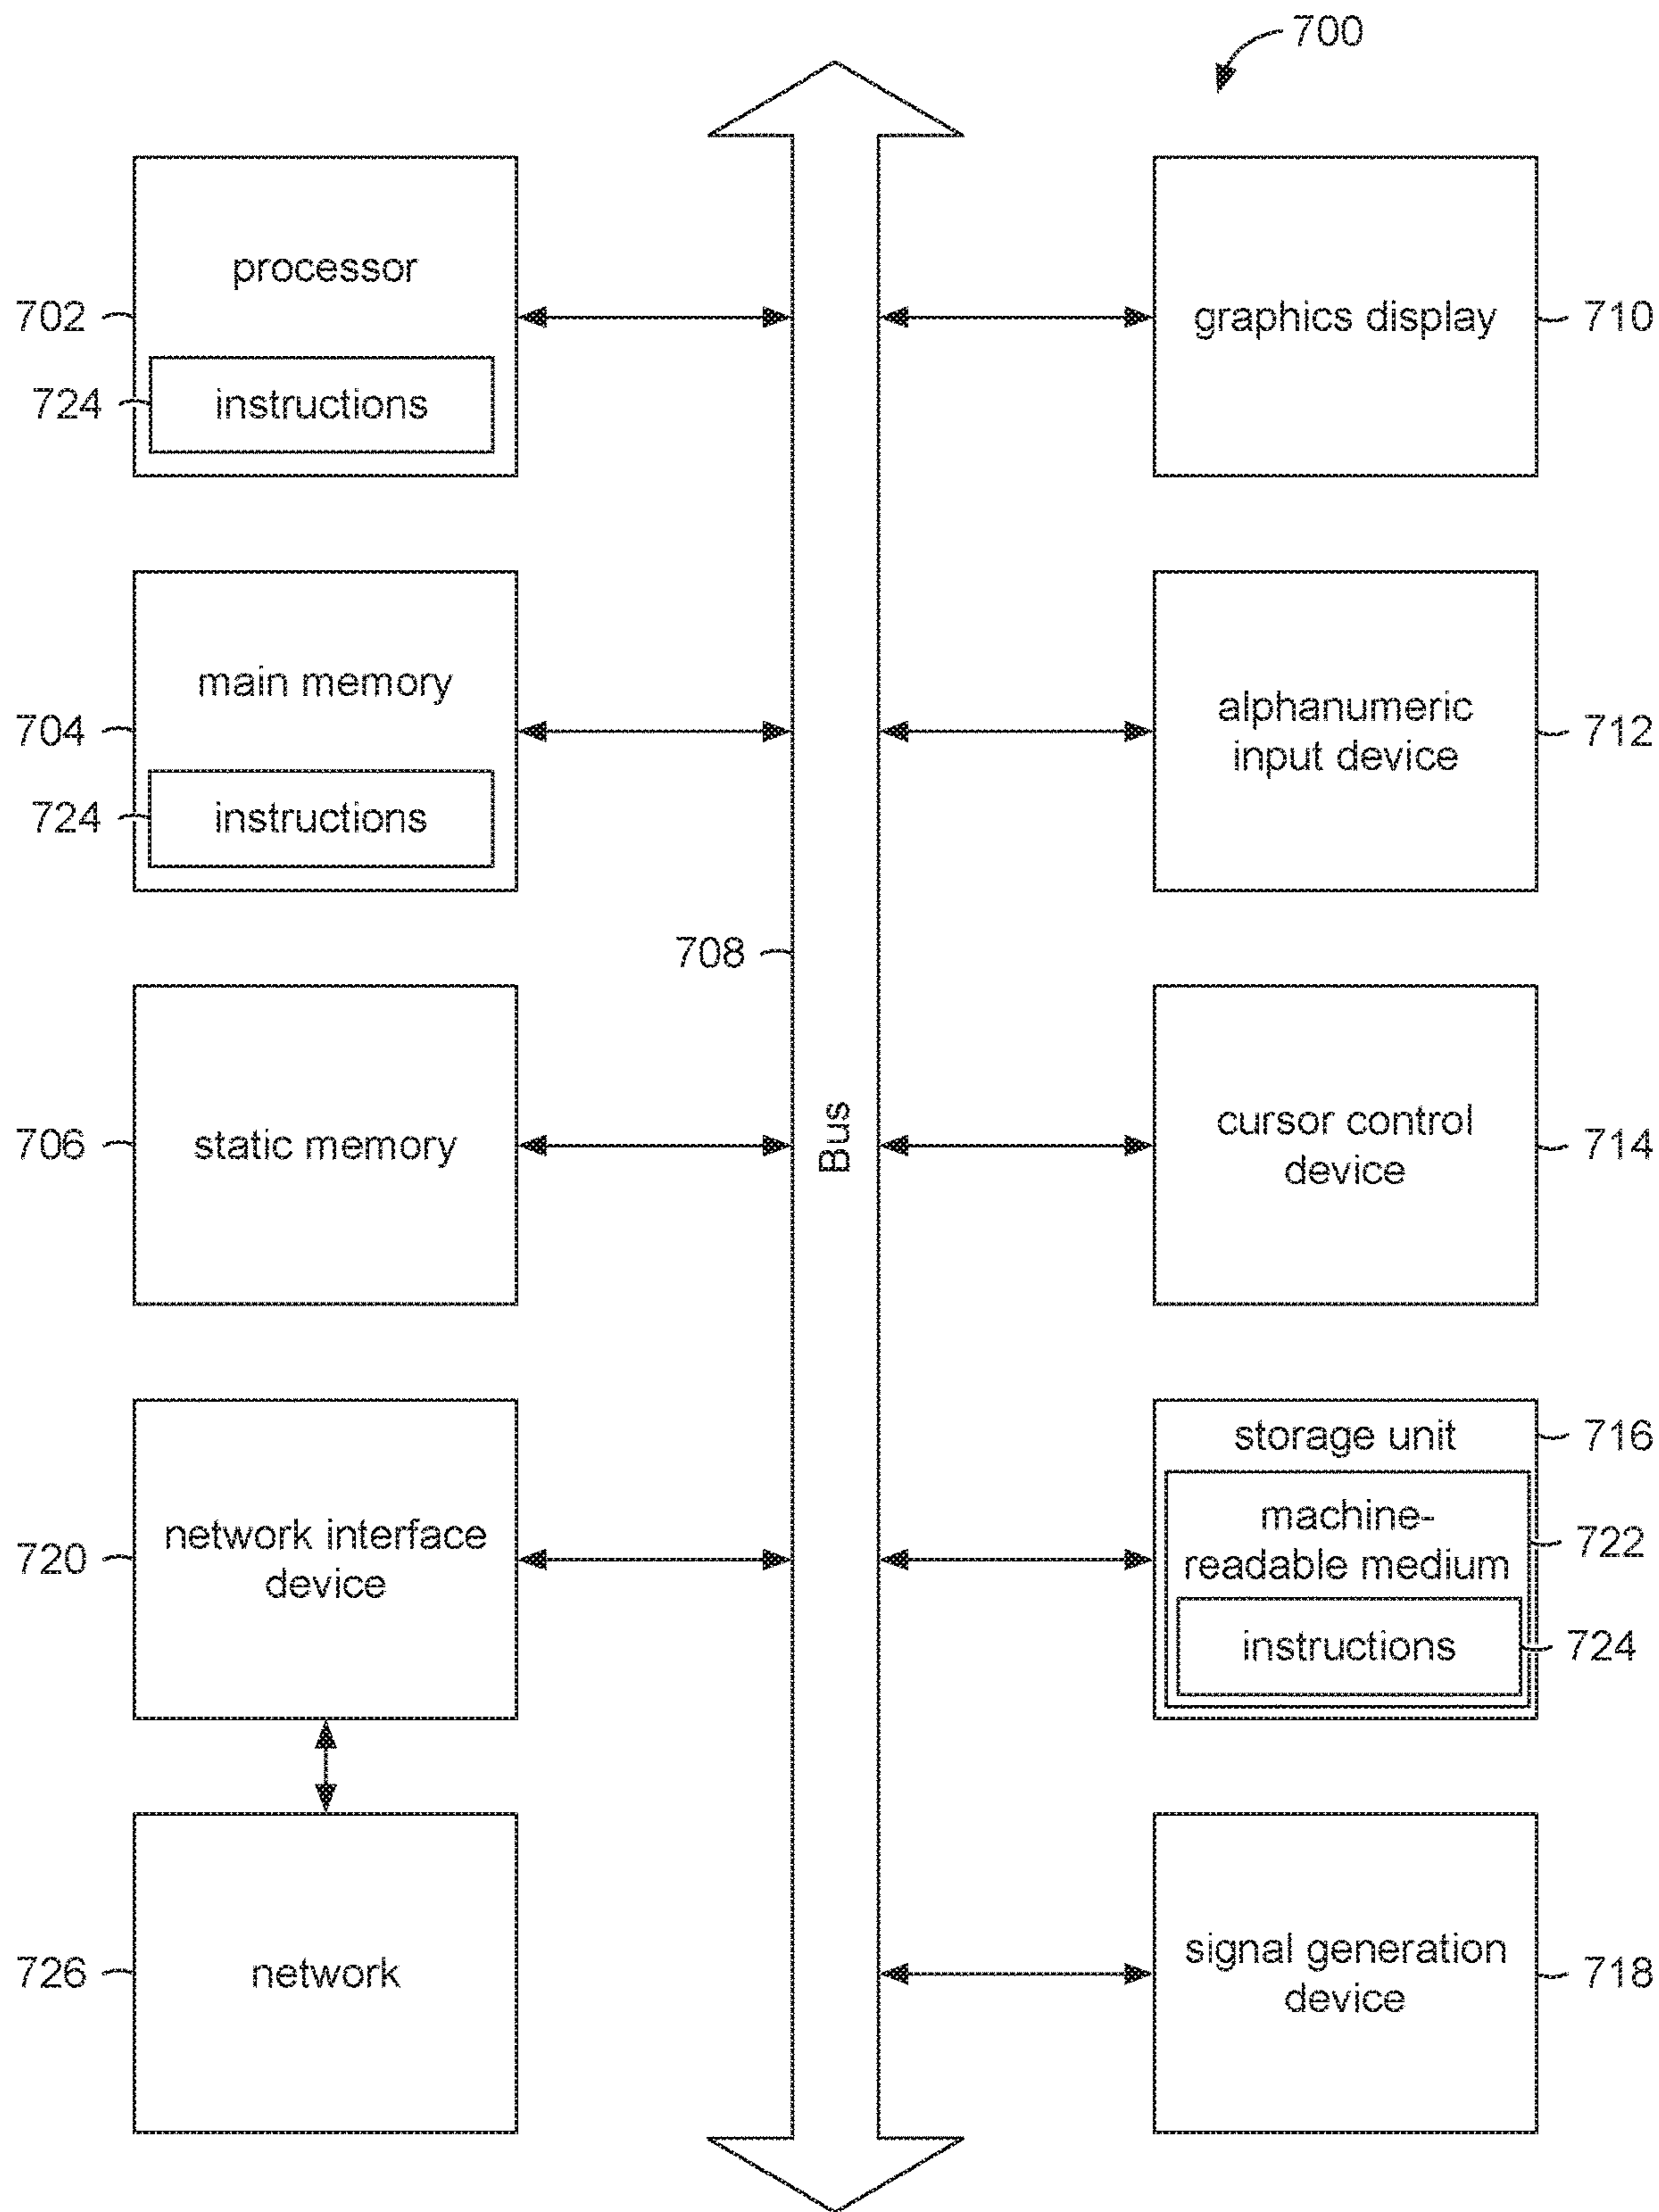 700
processor
702
724
instructions
main memory
704
724
instructions
706
static memory
720
network interface
device
726
network
708
Bus
graphics display
710
alphanumeric
input device
712
cursor control
device
714
storage unit
716
machine-
readable medium
722
instructions
724
signal generation
device
718